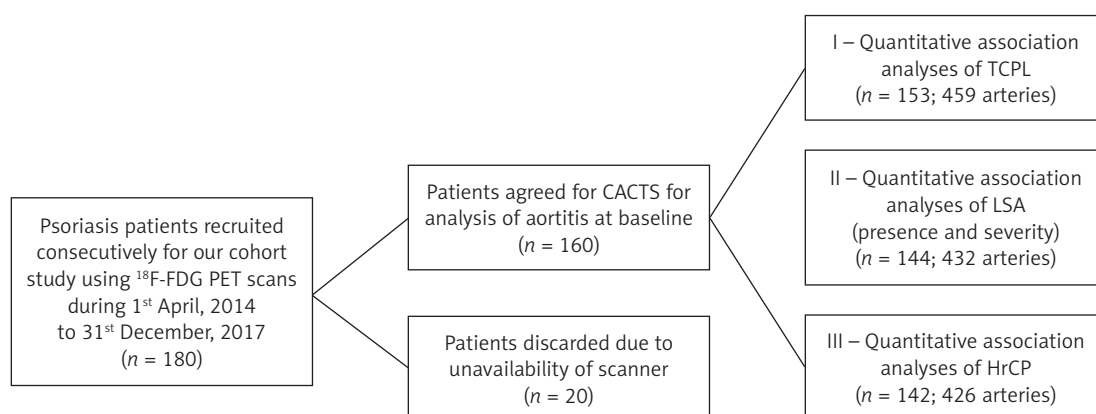 Psoriasis patients recruited
consecutively for our cohort
study using ¹⁸F-FDG PET scans
during 1ˢᵗ April, 2014
to 31ˢᵗ December, 2017
(n = 180)
Patients agreed for CACTS for
analysis of aortitis at baseline
(n = 160)
Patients discarded due to
unavailability of scanner
(n = 20)
I – Quantitative association
analyses of TCPL
(n = 153; 459 arteries)
II – Quantitative association
analyses of LSA
(presence and severity)
(n = 144; 432 arteries)
III – Quantitative association
analyses of HrCP
(n = 142; 426 arteries)